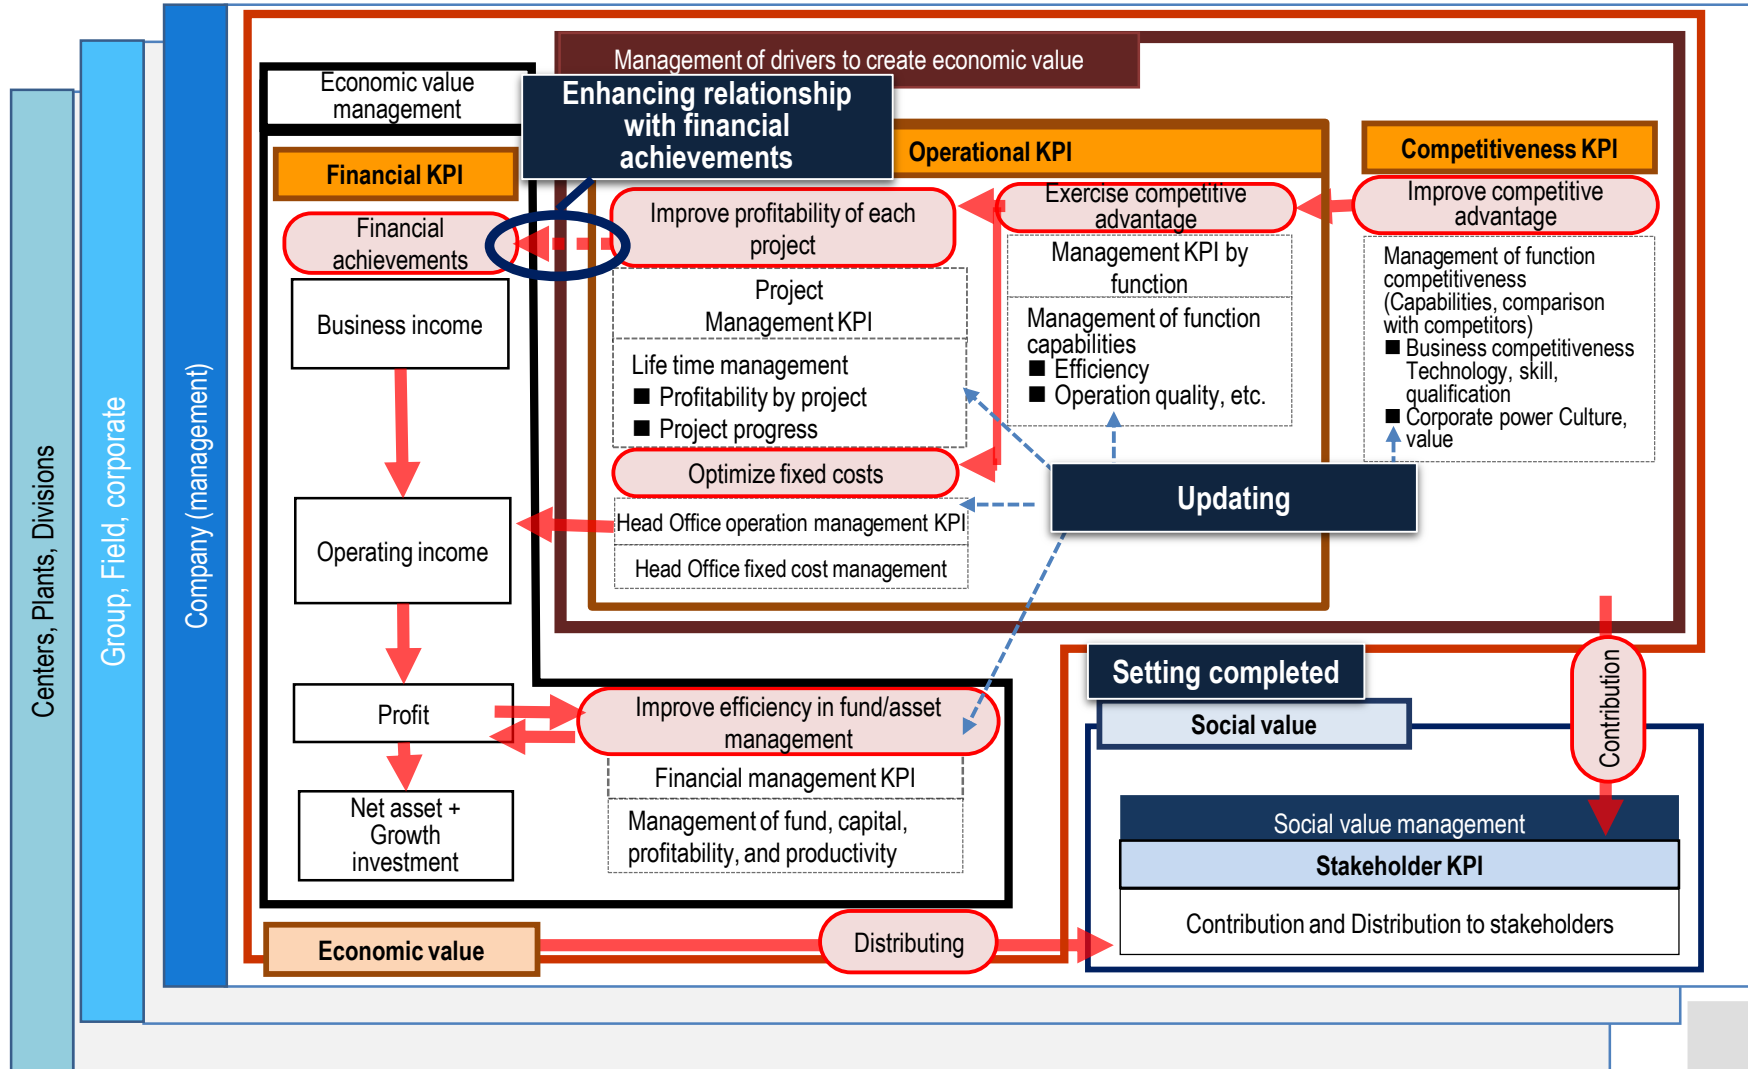 Centers, Plants, Divisions
Group, Field, corporate
Company (management)
Management of drivers to create economic value
Economic value
management
Enhancing relationship
with financial
achievements
Financial KPI
Operational KPI
Competitiveness KPI
Financial
achievements
Improve profitability of each
project
Exercise competitive
advantage
Improve competitive
advantage
Business income
Project
Management KPI
Life time management
■ Profitability by project
■ Project progress
Management KPI by
function
Management of function
capabilities
■ Efficiency
■ Operation quality, etc.
Management of function
competitiveness
(Capabilities, comparison
with competitors)
■ Business competitiveness
Technology, skill,
qualification
■ Corporate power Culture,
value
Optimize fixed costs
Updating
Operating income
Head Office operation management KPI
Head Office fixed cost management
Contribution
Setting completed
Profit
Improve efficiency in fund/asset
management
Social value
Financial management KPI
Net asset +
Growth
investment
Management of fund, capital,
profitability, and productivity
Social value management
Stakeholder KPI
Contribution and Distribution to stakeholders
Economic value
Distributing